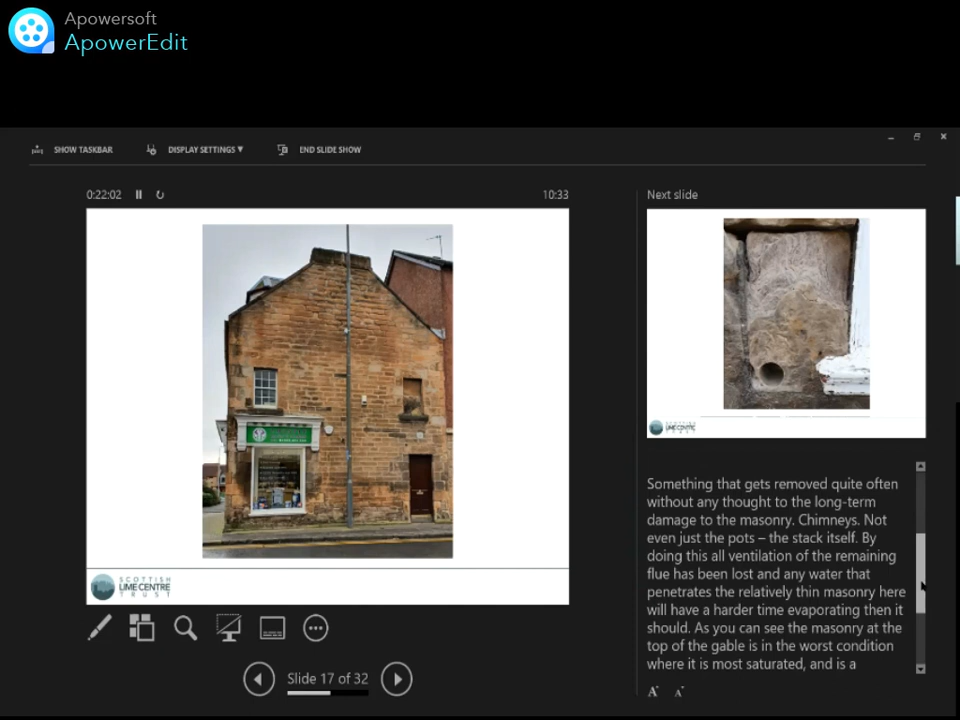 Apowersoft
ApowerEdit
SHOW TASKBAR
DISPLAY SETTINGS ▼
END SLIDE SHOW
0:22:02
10:33
Next slide
SCOTTISH
LIME CENTRE
TRUST
Something that gets removed quite often
without any thought to the long-term
damage to the masonry. Chimneys. Not
even just the pots – the stack itself. By
doing this all ventilation of the remaining
flue has been lost and any water that
penetrates the relatively thin masonry here
will have a harder time evaporating then it
should. As you can see the masonry at the
top of the gable is in the worst condition
where it is most saturated, and is a
Slide 17 of 32